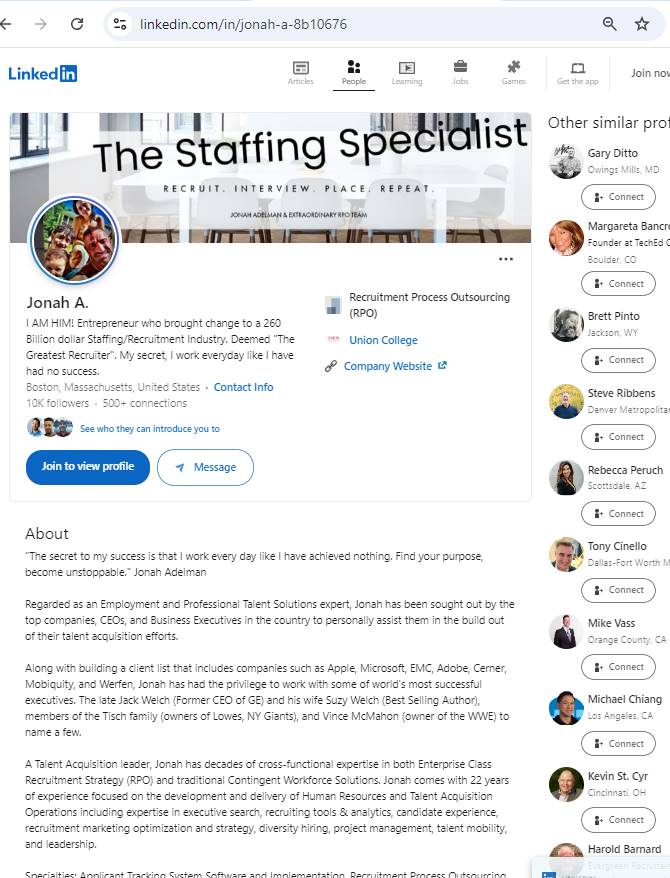 linkedin.com/in/jonah-a-8b10676
Linked in
Articles
People
Learning
Jobs
Games
Get the app
Join now
The Staffing Specialist
RECRUIT. INTERVIEW. PLACE. REPEAT.
JONAH ADELMAN & EXTRAORDINARY RPO TEAM
Jonah A.
I AM HIM! Entrepreneur who brought change to a 260
Billion dollar Staffing/Recruitment Industry. Deemed "The
Greatest Recruiter". My secret, I work everyday like I have
had no success.
Boston, Massachusetts, United States · Contact Info
10K followers · 500+ connections
See who they can introduce you to
Join to view profile
Message
Recruitment Process Outsourcing
(RPO)
Union College
Company Website
About
"The secret to my success is that I work every day like I have achieved nothing. Find your purpose,
become unstoppable." Jonah Adelman
Regarded as an Employment and Professional Talent Solutions expert, Jonah has been sought out by the
top companies, CEOs, and Business Executives in the country to personally assist them in the build out
of their talent acquisition efforts.
Along with building a client list that includes companies such as Apple, Microsoft, EMC, Adobe, Cerner,
Mobiquity, and Werfen, Jonah has had the privilege to work with some of world's most successful
executives. The late Jack Welch (Former CEO of GE) and his wife Suzy Welch (Best Selling Author),
members of the Tisch family (owners of Lowes, NY Giants), and Vince McMahon (owner of the WWE) to
name a few.
A Talent Acquisition leader, Jonah has decades of cross-functional expertise in both Enterprise Class
Recruitment Strategy (RPO) and traditional Contingent Workforce Solutions. Jonah comes with 22 years
of experience focused on the development and delivery of Human Resources and Talent Acquisition
Operations including expertise in executive search, recruiting tools & analytics, candidate experience,
recruitment marketing optimization and strategy, diversity hiring, project management, talent mobility,
and leadership.
Specialties: Applicant Tracking System Software and Implementation, Recruitment Process Outsourcing
Other similar prof
Gary Ditto
Owings Mills, MD
Connect
Margareta Bancro
Founder at TechEd C
Boulder, CO
Connect
Brett Pinto
Jackson, WY
Connect
Steve Ribbens
Denver Metropolitan
Connect
Rebecca Peruch
Scottsdale, AZ
Connect
Tony Cinello
Dallas-Fort Worth M
Connect
Mike Vass
Orange County, CA
Connect
Michael Chiang
Los Angeles, CA
Connect
Kevin St. Cyr
Cincinnati, OH
Connect
Harold Barnard
Evergreen Recruiters